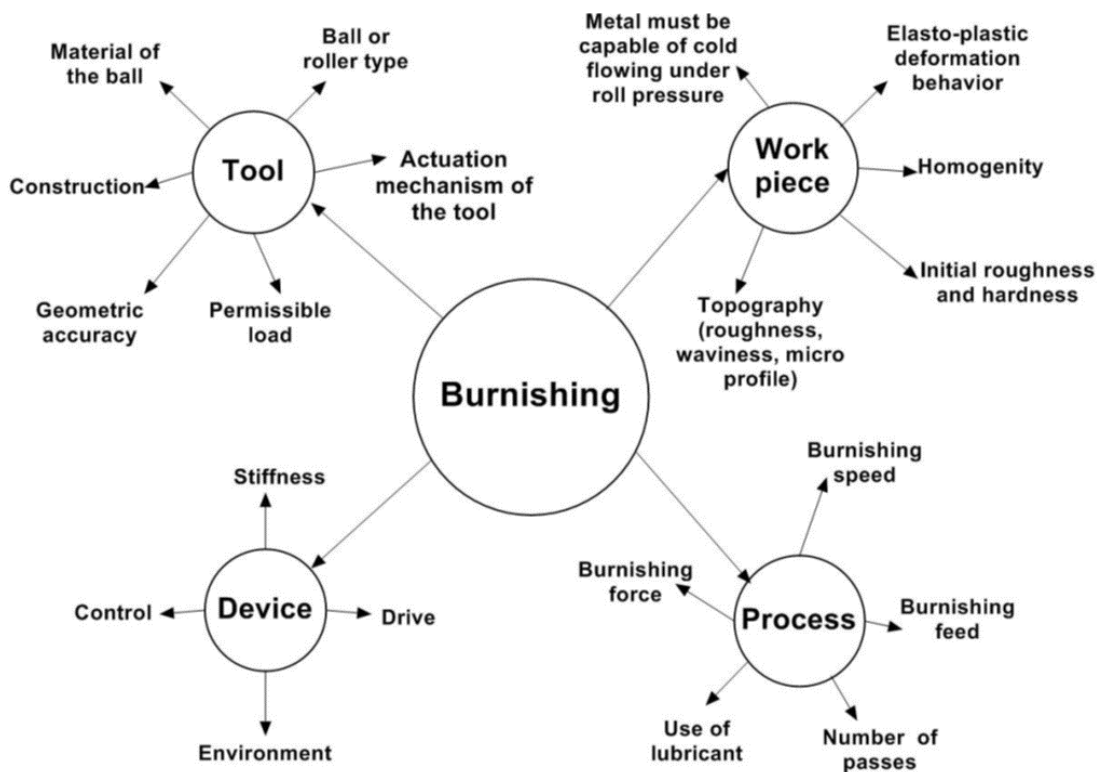 Material of
the ball
Ball or
roller type
Tool
Construction
Actuation
mechanism of
the tool
Geometric
accuracy
Permissible
load
Metal must be
capable of cold
flowing under
roll pressure
Elasto-plastic
deformation
behavior
Work
piece
Homogenity
Initial roughness
and hardness
Topography
(roughness,
waviness, micro
profile)
Burnishing
Stiffness
Control
Device
Drive
Environment
Burnishing
speed
Burnishing
force
Process
Burnishing
feed
Use of
lubricant
Number of
passes